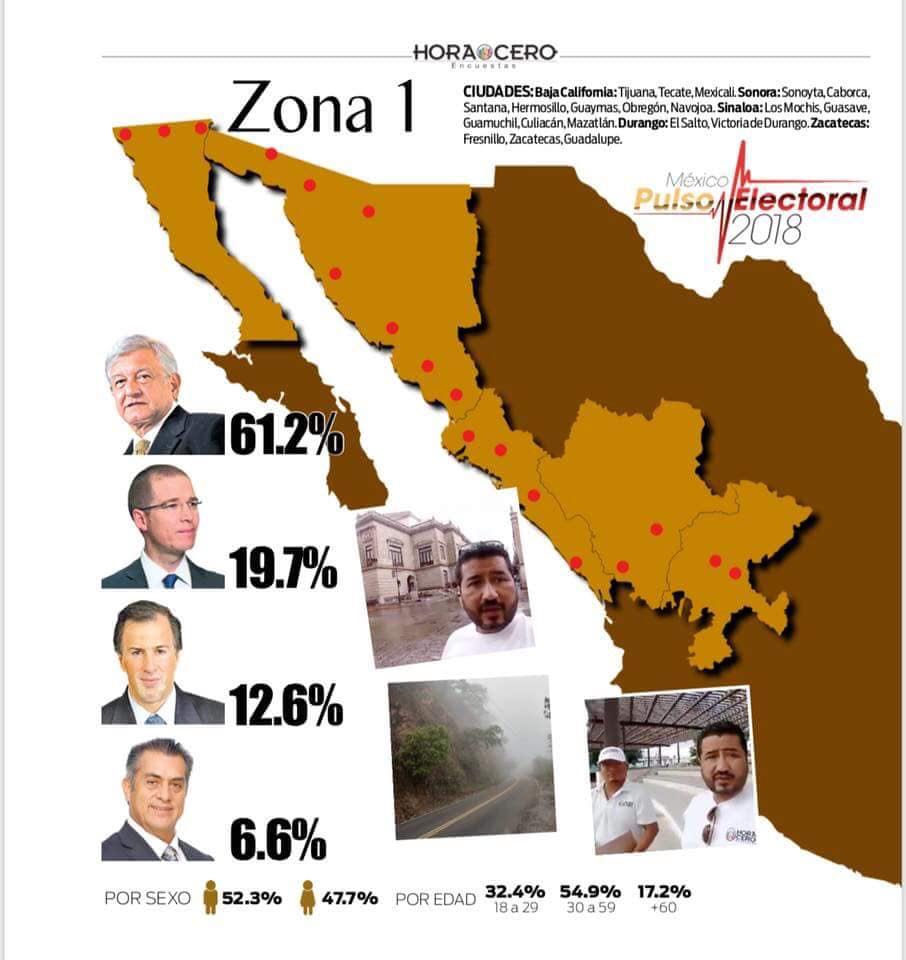 HORA CERO
Encuestas
Zona 1
CIUDADES: Baja California: Tijuana, Tecate, Mexicali. Sonora: Sonoyta, Caborca,
Santana, Hermosillo, Guaymas, Obregón, Navojoa. Sinaloa: Los Mochis, Guasave,
Guamuchil, Culiacán, Mazatlán. Durango: El Salto, Victoria de Durango. Zacatecas:
Fresnillo, Zacatecas, Guadalupe.
México
Pulso Electoral
2018
61.2%
19.7%
12.6%
6.6%
HORA
CERO
POR SEXO 52.3% 47.7% POR EDAD 32.4% 54.9% 17.2%
18 a 29 30 a 59 +60